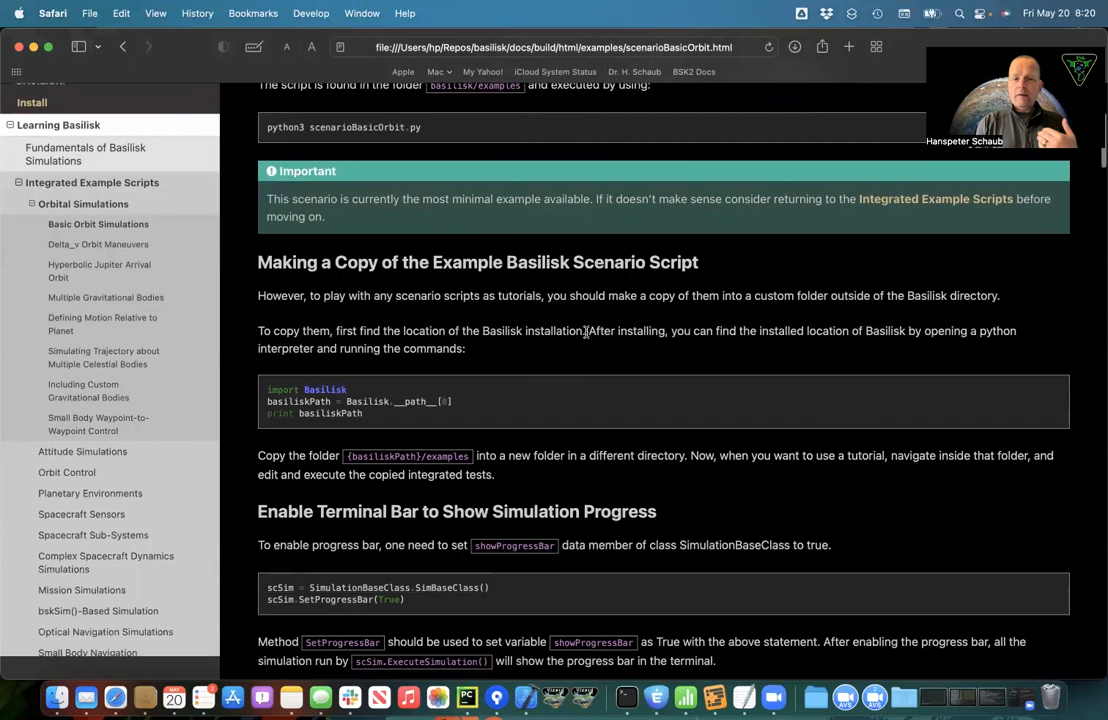 Safari File Edit View History Bookmarks Develop Window Help Fri May 20 8:20
A A file:///Users/hp/Repos/basilisk/docs/build/html/examples/scenarioBasicOrbit.html
Apple Mac My Yahoo! iCloud System Status Dr. H. Schaub BSK2 Docs
Install
Learning Basilisk
Fundamentals of Basilisk
Simulations
Integrated Example Scripts
Orbital Simulations
Basic Orbit Simulations
Delta_v Orbit Maneuvers
Hyperbolic Jupiter Arrival
Orbit
Multiple Gravitational Bodies
Defining Motion Relative to
Planet
Simulating Trajectory about
Multiple Celestial Bodies
Including Custom
Gravitational Bodies
Small Body Waypoint-to-
Waypoint Control
Attitude Simulations
Orbit Control
Planetary Environments
Spacecraft Sensors
Spacecraft Sub-Systems
Complex Spacecraft Dynamics
Simulations
Mission Simulations
bskSim()-Based Simulation
Optical Navigation Simulations
Small Body Navigation
The script is found in the folder basilisk/examples and executed by using:
python3 scenarioBasicOrbit.py
Hanspeter Schaub
Important
This scenario is currently the most minimal example available. If it doesn't make sense consider returning to the Integrated Example Scripts before
moving on.
Making a Copy of the Example Basilisk Scenario Script
However, to play with any scenario scripts as tutorials, you should make a copy of them into a custom folder outside of the Basilisk directory.
To copy them, first find the location of the Basilisk installation. After installing, you can find the installed location of Basilisk by opening a python
interpreter and running the commands:
import Basilisk
basiliskPath = Basilisk.__path__[0]
print basiliskPath
Copy the folder {basiliskPath}/examples into a new folder in a different directory. Now, when you want to use a tutorial, navigate inside that folder, and
edit and execute the copied integrated tests.
Enable Terminal Bar to Show Simulation Progress
To enable progress bar, one need to set showProgressBar data member of class SimulationBaseClass to true.
scSim = SimulationBaseClass.SimBaseClass()
scSim.SetProgressBar(True)
Method SetProgressBar should be used to set variable showProgressBar as True with the above statement. After enabling the progress bar, all the
simulation run by scSim.ExecuteSimulation() will show the progress bar in the terminal.
20
PC
AVS AVS